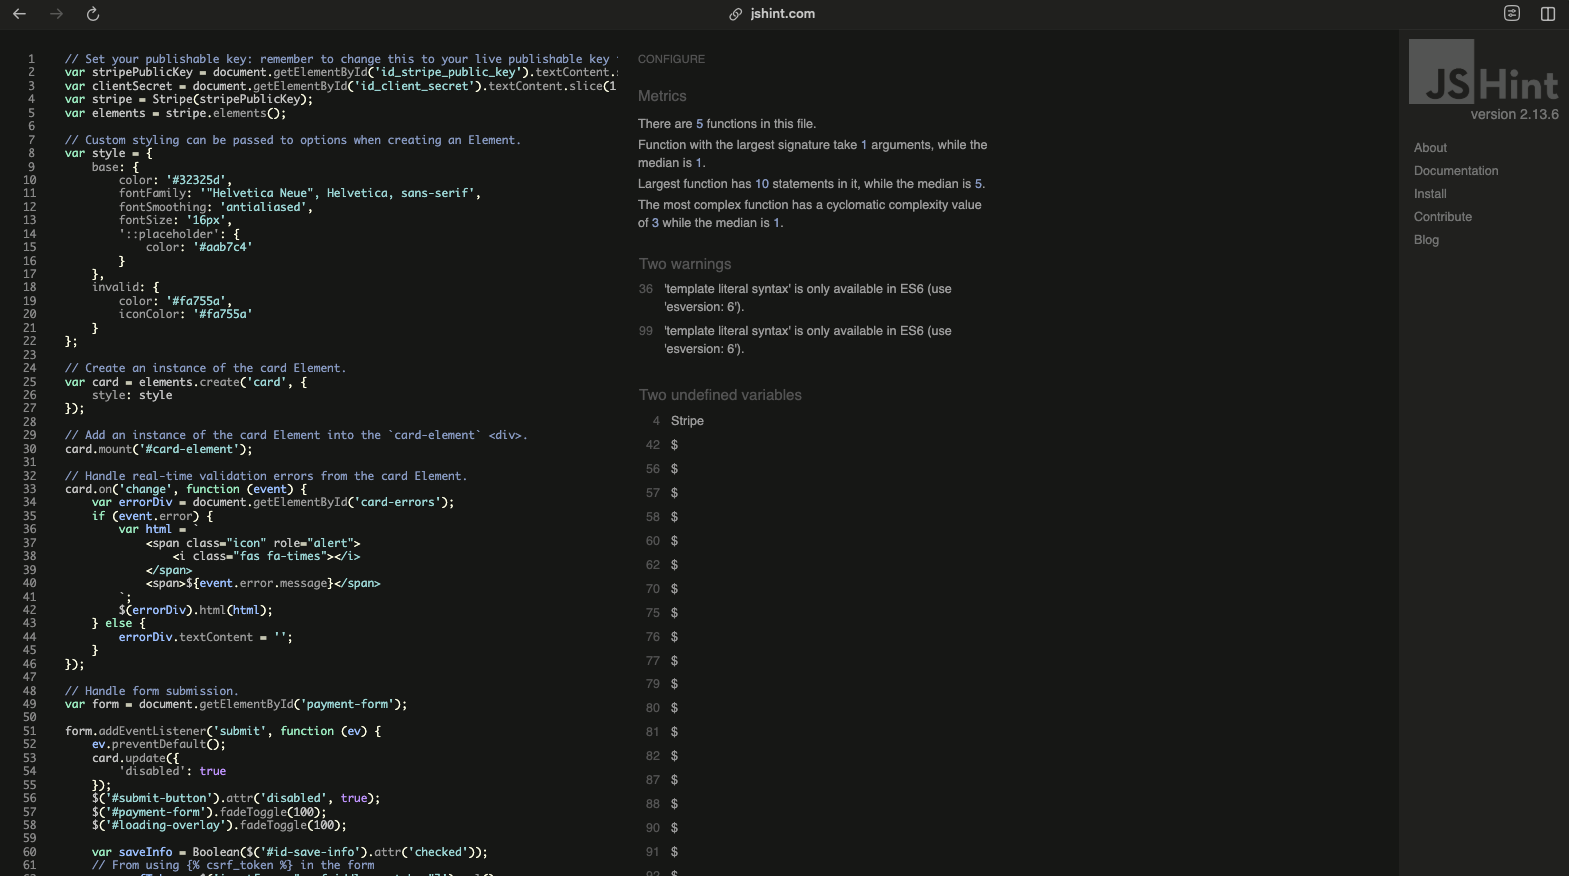 jshint.com
1 // Set your publishable key: remember to change this to your live publishable key
2 var stripePublicKey = document.getElementById('id_stripe_public_key').textContent.
3 var clientSecret = document.getElementById('id_client_secret').textContent.slice(1
4 var stripe = Stripe(stripePublicKey);
5 var elements = stripe.elements();
6
7 // Custom styling can be passed to options when creating an Element.
8 var style = {
9 base: {
10 color: '#32325d',
11 fontFamily: '"Helvetica Neue", Helvetica, sans-serif',
12 fontSmoothing: 'antialiased',
13 fontSize: '16px',
14 '::placeholder': {
15 color: '#aab7c4'
16 }
17 },
18 invalid: {
19 color: '#fa755a',
20 iconColor: '#fa755a'
21 }
22 };
23
24 // Create an instance of the card Element.
25 var card = elements.create('card', {
26 style: style
27 });
28
29 // Add an instance of the card Element into the `card-element` <div>.
30 card.mount('#card-element');
31
32 // Handle real-time validation errors from the card Element.
33 card.on('change', function (event) {
34 var errorDiv = document.getElementById('card-errors');
35 if (event.error) {
36 var html = `
37 <span class="icon" role="alert">
38 <i class="fas fa-times"></i>
39 </span>
40 <span>${event.error.message}</span>
41 `;
42 $(errorDiv).html(html);
43 } else {
44 errorDiv.textContent = '';
45 }
46 });
47
48 // Handle form submission.
49 var form = document.getElementById('payment-form');
50
51 form.addEventListener('submit', function (ev) {
52 ev.preventDefault();
53 card.update({
54 'disabled': true
55 });
56 $('#submit-button').attr('disabled', true);
57 $('#payment-form').fadeToggle(100);
58 $('#loading-overlay').fadeToggle(100);
59
60 var saveInfo = Boolean($('#id-save-info').attr('checked'));
61 // From using {% csrf_token %} in the form
CONFIGURE
Metrics
There are 5 functions in this file.
Function with the largest signature take 1 arguments, while the
median is 1.
Largest function has 10 statements in it, while the median is 5.
The most complex function has a cyclomatic complexity value
of 3 while the median is 1.
Two warnings
36 'template literal syntax' is only available in ES6 (use
'esversion: 6').
99 'template literal syntax' is only available in ES6 (use
'esversion: 6').
Two undefined variables
4 Stripe
42 $
56 $
57 $
58 $
60 $
62 $
70 $
75 $
76 $
77 $
79 $
80 $
81 $
82 $
87 $
88 $
90 $
91 $
92 $
JSHint
version 2.13.6
About
Documentation
Install
Contribute
Blog